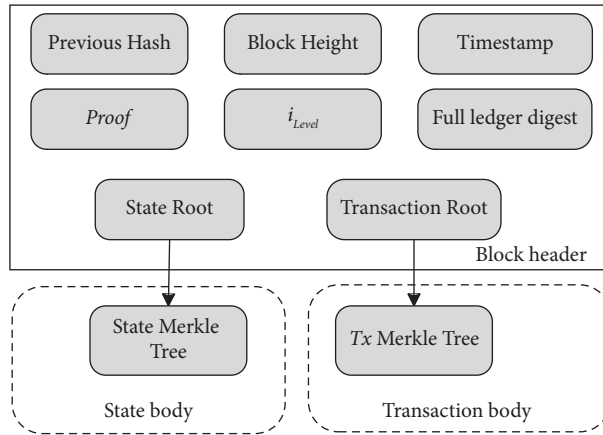 Previous Hash
Block Height
Timestamp
Proof
i_Level
Full ledger digest
State Root
Transaction Root
Block header
State Merkle
Tree
Tx Merkle Tree
State body
Transaction body